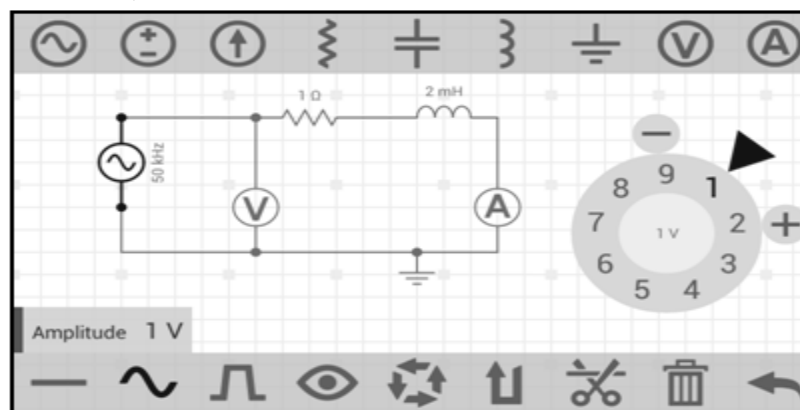 V A
1 Ω 2 mH
50 kHz
V A
9 1 2 3 4 5 6 7 8
1 V
Amplitude 1 V